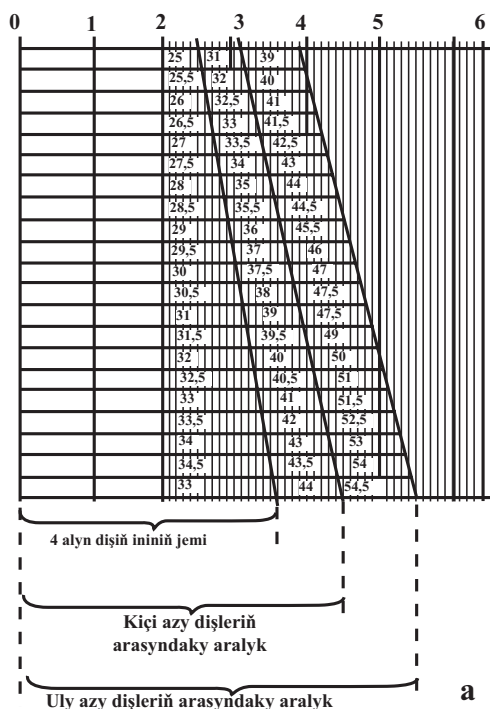 0 1 2 3 4 5 6
25 31 39
25,5 32 40
26 32,5 41
26,5 33 41,5
27 33,5 42,5
27,5 34 43
28 35 44
28,5 35,5 44,5
29 36 45,5
29,5 37 46
30 37,5 47
30,5 38 47,5
31 39 47,5
31,5 39,5 49
32 40 50
32,5 40,5 51
33 41 51,5
33,5 42 52,5
34 43 53
34,5 43,5 54
33 44 54,5
4 alyn dişiň ininiň jemi
Kiçi azy dişleriň
arasyndaky aralyk
Uly azy dişleriň arasyndaky aralyk
a